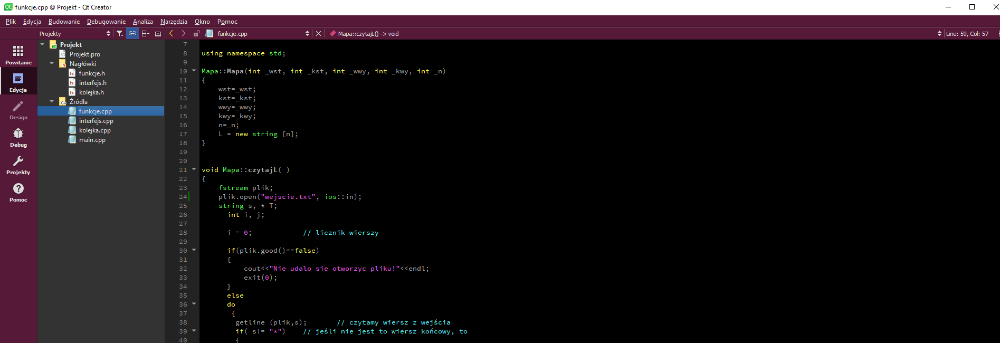 funkcje.cpp @ Projekt - Qt Creator
Plik Edycja Budowanie Debugowanie Analiza Narzędzia Okno Pomoc
Projekty funkcje.cpp Mapa::czytajL() -> void Line: 59, Col: 57
Powitanie
Edycja
Design
Debug
Projekty
Pomoc
Projekt
Projekt.pro
Nagłówki
funkcje.h
interfejs.h
kolejka.h
Źródła
funkcje.cpp
interfejs.cpp
kolejka.cpp
main.cpp
7
8 using namespace std;
9
10 Mapa::Mapa(int _wst, int _kst, int _wwy, int _kwy, int _n)
11 {
12 wst=_wst;
13 kst=_kst;
14 wwy=_wwy;
15 kwy=_kwy;
16 n=_n;
17 L = new string [n];
18 }
19
20
21 void Mapa::czytajL( )
22 {
23 fstream plik;
24 plik.open("wejscie.txt", ios::in);
25 string s, * T;
26 int i, j;
27
28 i = 0; // licznik wierszy
29
30 if(plik.good()==false)
31 {
32 cout<<"Nie udalo sie otworzyc pliku!"<<endl;
33 exit(0);
34 }
35 else
36 do
37 {
38 getline (plik,s); // czytamy wiersz z wejścia
39 if( s!= "*") // jeśli nie jest to wiersz końcowy, to
40 {